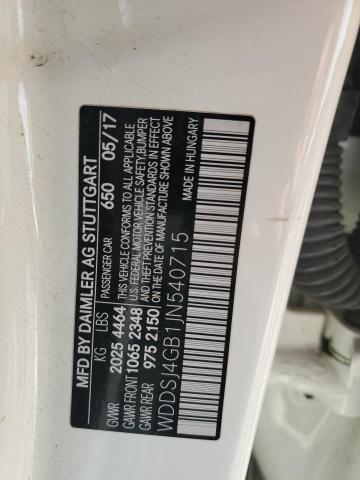 MFD BY DAIMLER AG STUTTGART
KG LBS PASSENGER CAR 650 05/17
GVWR 2025 4464 THIS VEHICLE CONFORMS TO ALL APPLICABLE
GAWR FRONT 1065 2348 U.S. FEDERAL MOTOR VEHICLE SAFETY, BUMPER
GAWR REAR 975 2150 AND THEFT PREVENTION STANDARDS IN EFFECT
ON THE DATE OF MANUFACTURE SHOWN ABOVE
WDDSJ4GB1JN540715 MADE IN HUNGARY